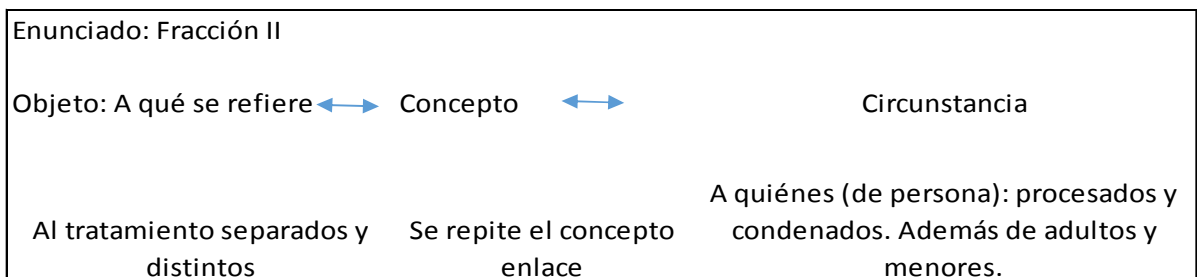 Enunciado: Fracción II
Objeto: A qué se refiere Concepto Circunstancia
Al tratamiento separados y distintos
Se repite el concepto enlace
A quiénes (de persona): procesados y condenados. Además de adultos y menores.